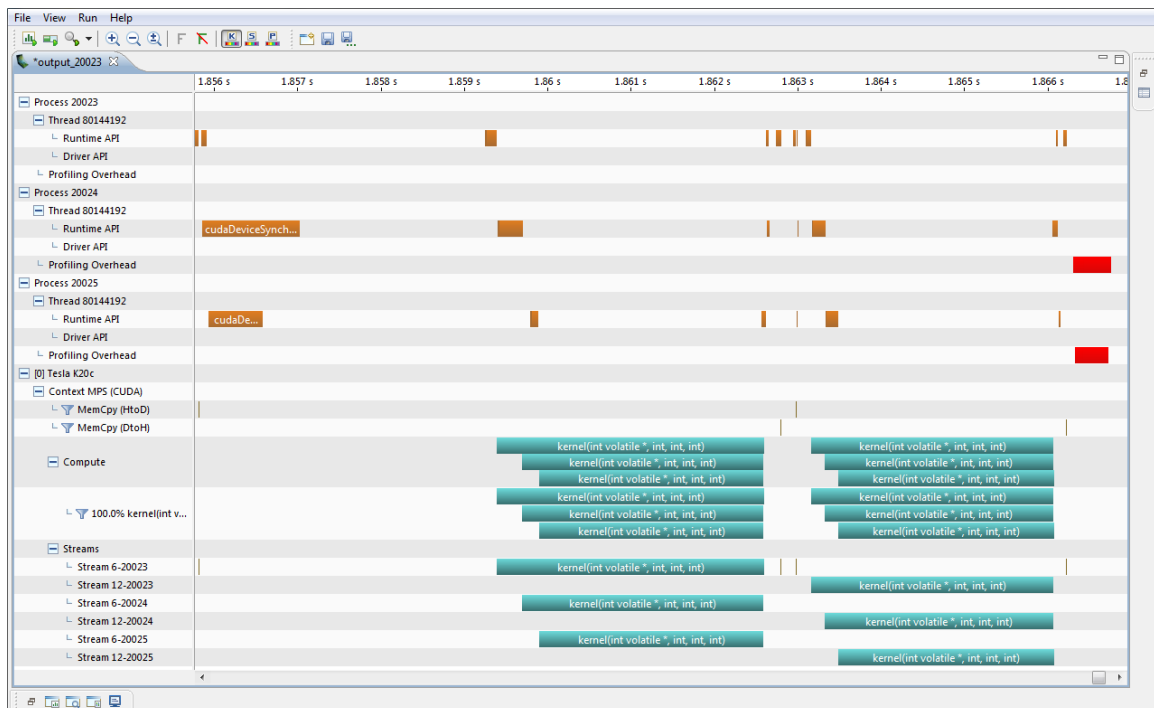 File View Run Help
K S P
*output_20023
1.856 s 1.857 s 1.858 s 1.859 s 1.86 s 1.861 s 1.862 s 1.863 s 1.864 s 1.865 s 1.866 s 1.8
Process 20023
Thread 80144192
Runtime API
Driver API
Profiling Overhead
Process 20024
Thread 80144192
Runtime API cudaDeviceSynch...
Driver API
Profiling Overhead
Process 20025
Thread 80144192
Runtime API cudaDe...
Driver API
Profiling Overhead
[0] Tesla K20c
Context MPS (CUDA)
MemCpy (HtoD)
MemCpy (DtoH)
kernel(int volatile *, int, int, int) kernel(int volatile *, int, int, int)
Compute kernel(int volatile *, int, int, int) kernel(int volatile *, int, int, int)
kernel(int volatile *, int, int, int) kernel(int volatile *, int, int, int)
kernel(int volatile *, int, int, int) kernel(int volatile *, int, int, int)
100.0% kernel(int v... kernel(int volatile *, int, int, int) kernel(int volatile *, int, int, int)
kernel(int volatile *, int, int, int) kernel(int volatile *, int, int, int)
Streams
Stream 6-20023 kernel(int volatile *, int, int, int)
Stream 12-20023 kernel(int volatile *, int, int, int)
Stream 6-20024 kernel(int volatile *, int, int, int)
Stream 12-20024 kernel(int volatile *, int, int, int)
Stream 6-20025 kernel(int volatile *, int, int, int)
Stream 12-20025 kernel(int volatile *, int, int, int)